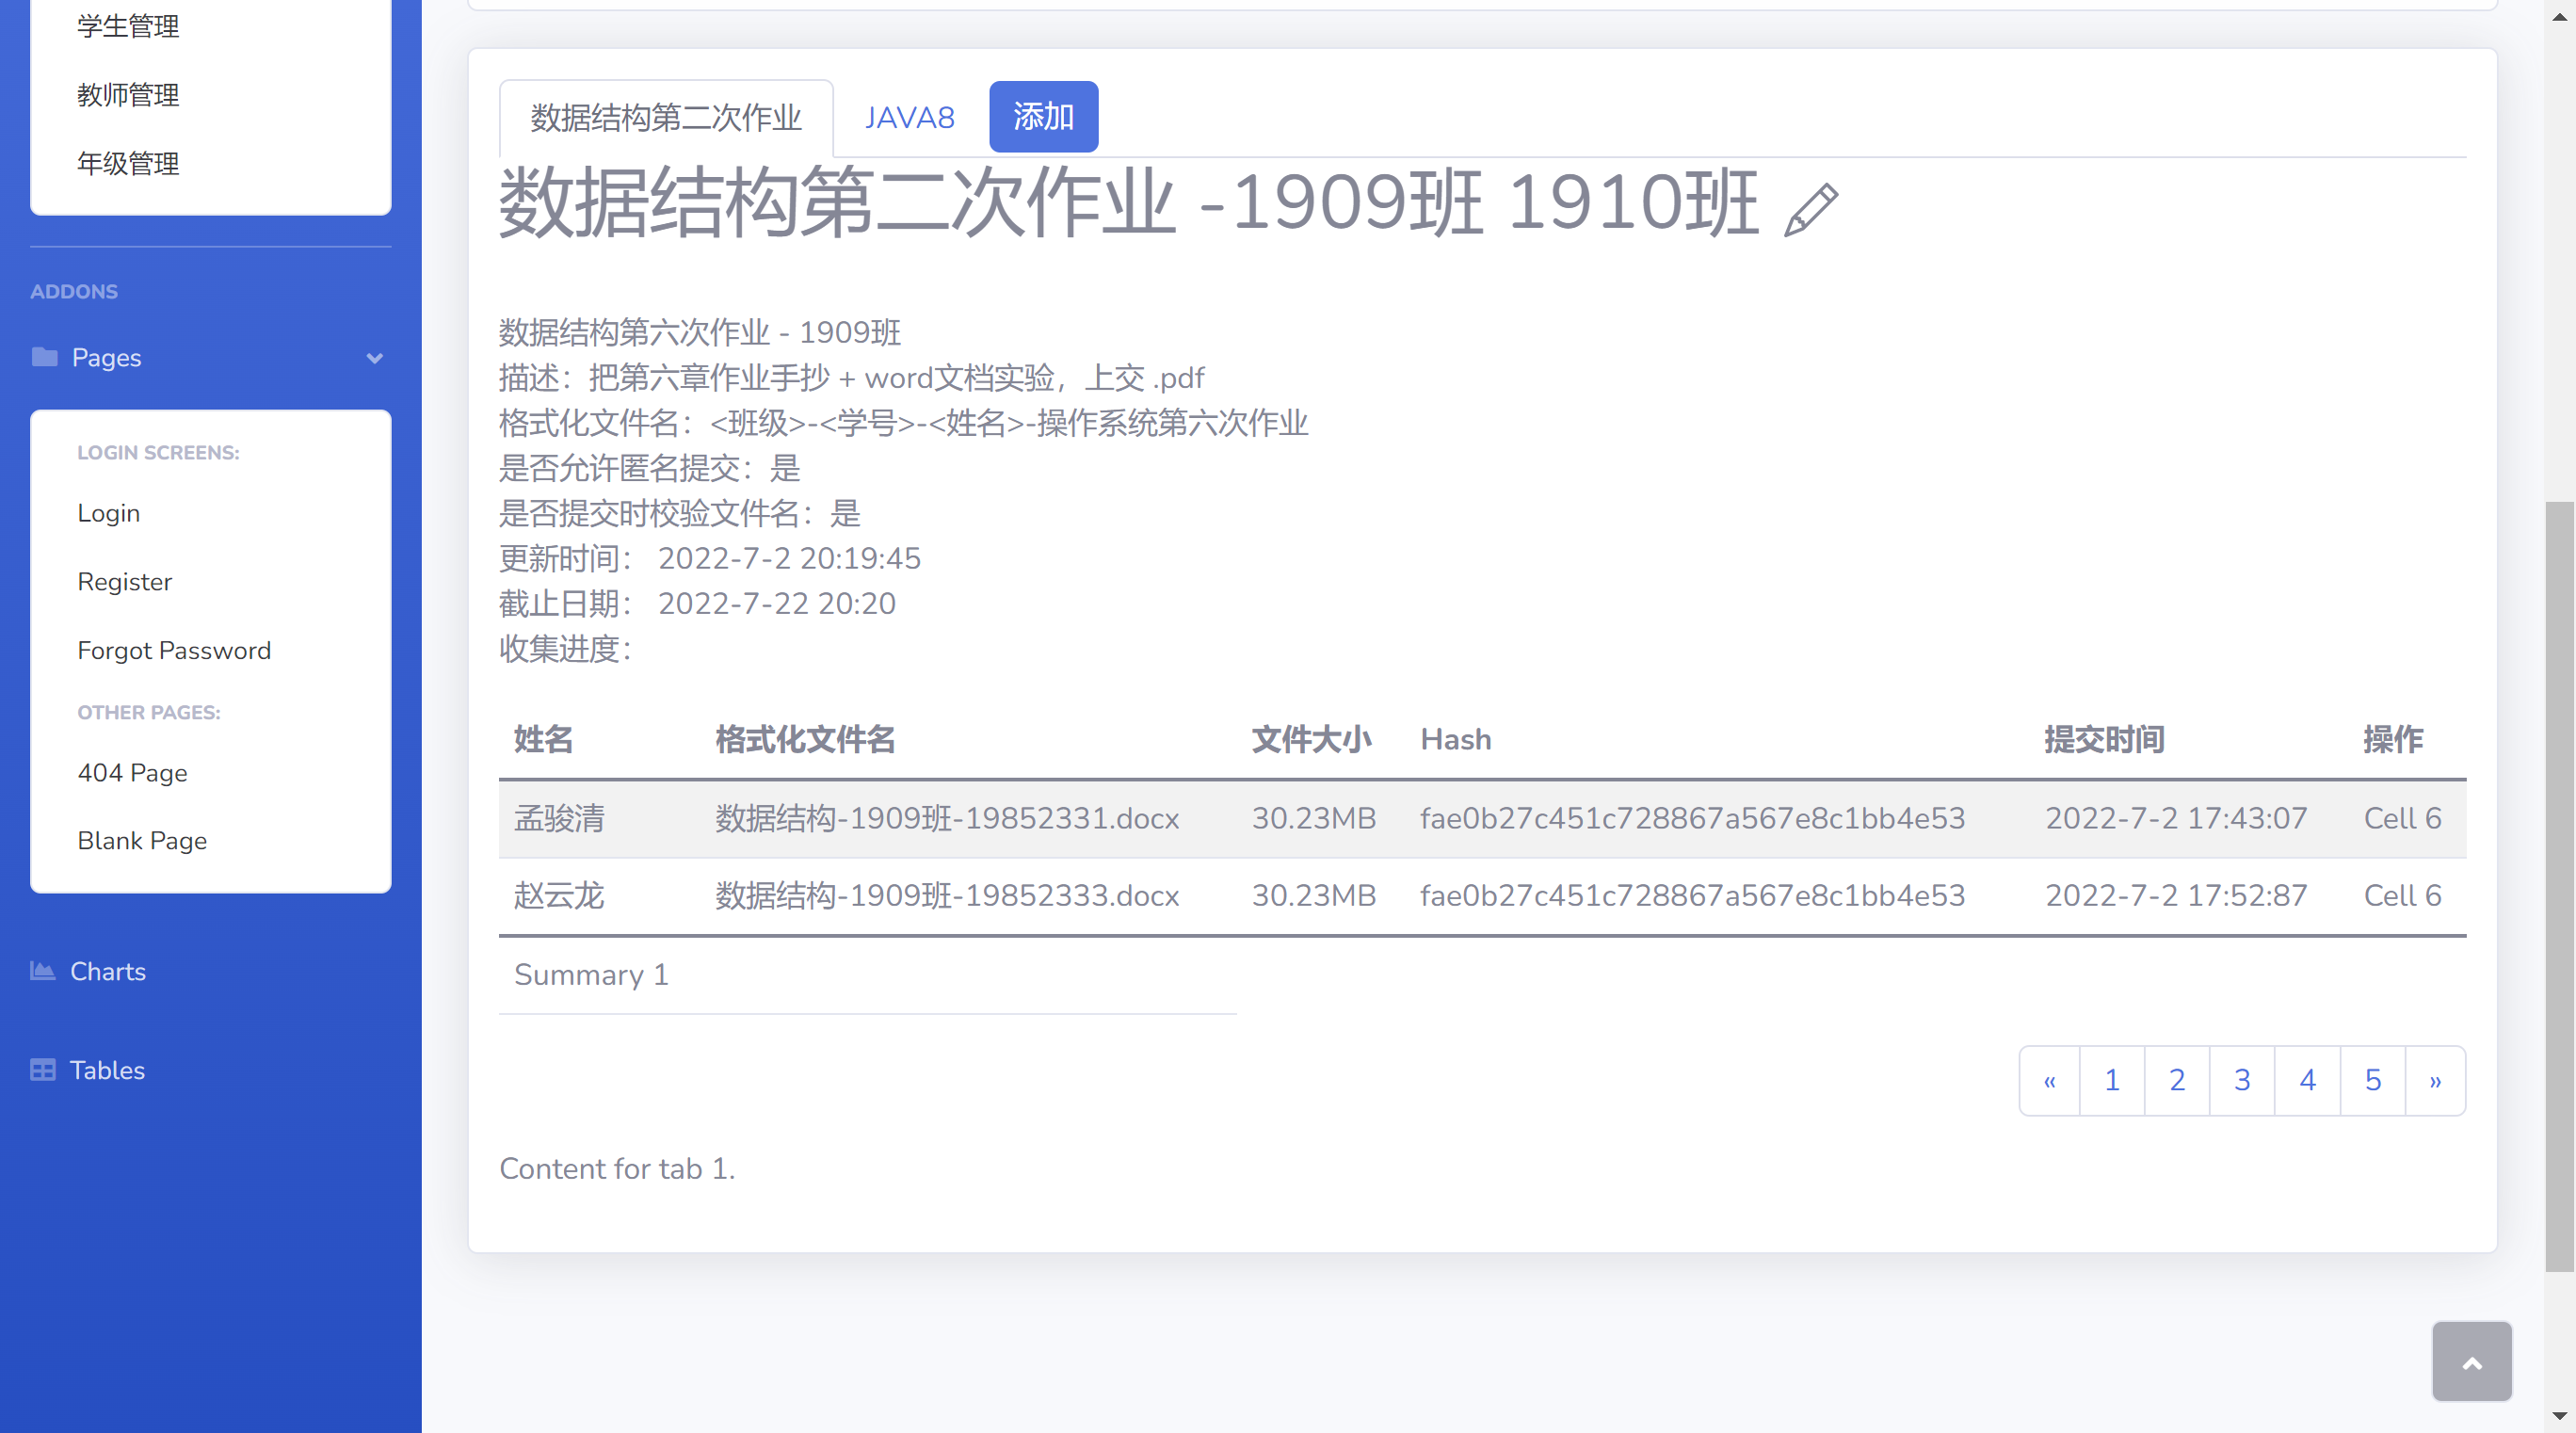 学生管理
教师管理
年级管理
ADDONS
Pages
LOGIN SCREENS:
Login
Register
Forgot Password
OTHER PAGES:
404 Page
Blank Page
Charts
Tables
数据结构第二次作业 JAVA8 添加
数据结构第二次作业 -1909班 1910班
数据结构第六次作业 - 1909班
描述：把第六章作业手抄 + word文档实验，上交 .pdf
格式化文件名：<班级>-<学号>-<姓名>-操作系统第六次作业
是否允许匿名提交：是
是否提交时校验文件名：是
更新时间： 2022-7-2 20:19:45
截止日期： 2022-7-22 20:20
收集进度：
姓名 格式化文件名 文件大小 Hash 提交时间 操作
孟骏清 数据结构-1909班-19852331.docx 30.23MB fae0b27c451c728867a567e8c1bb4e53 2022-7-2 17:43:07 Cell 6
赵云龙 数据结构-1909班-19852333.docx 30.23MB fae0b27c451c728867a567e8c1bb4e53 2022-7-2 17:52:87 Cell 6
Summary 1
« 1 2 3 4 5 »
Content for tab 1.